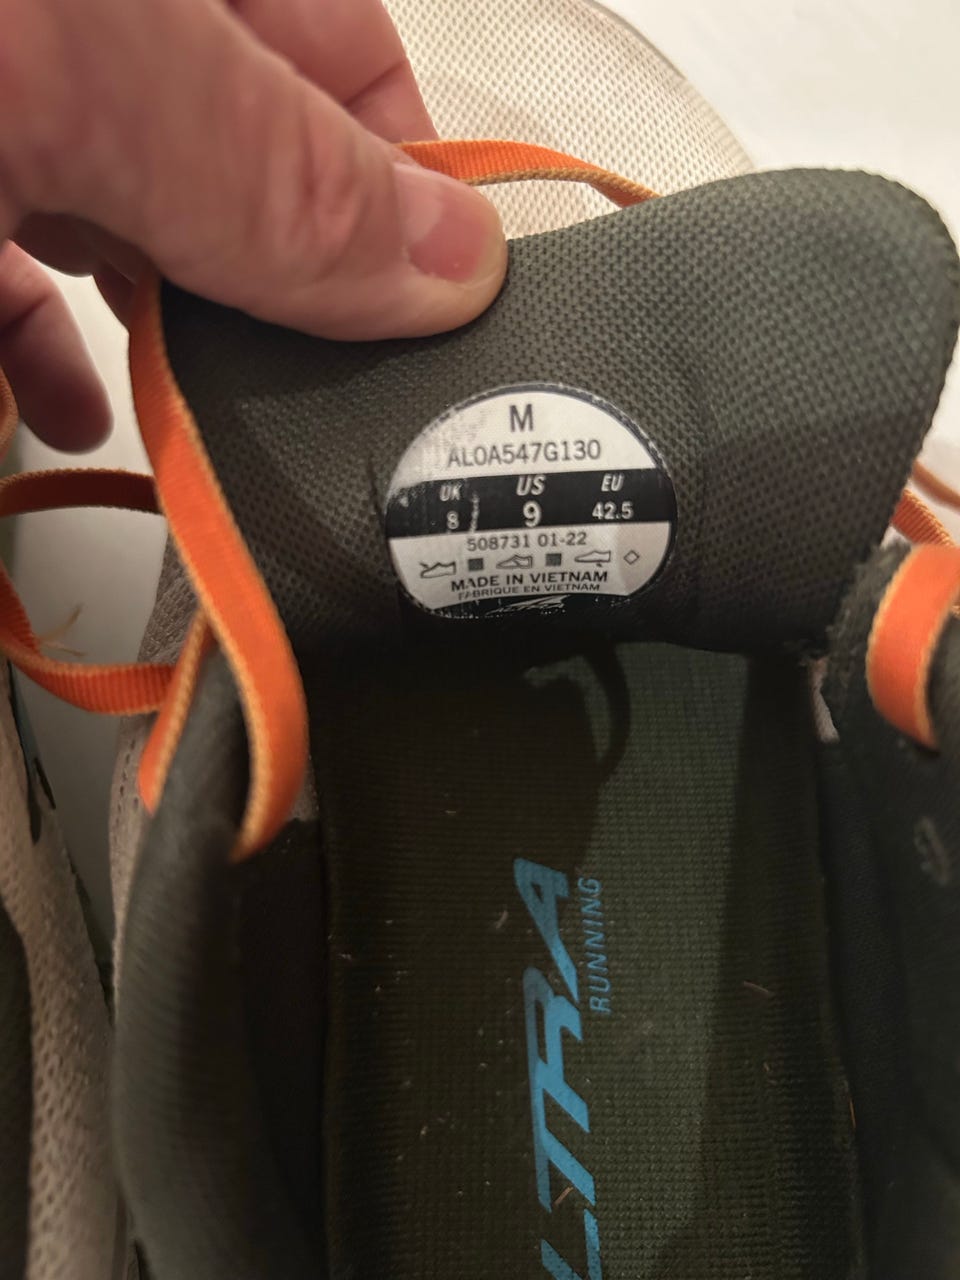 M
AL0A547G130
UK US EU
8 9 42.5
508731 01-22
MADE IN VIETNAM
FABRIQUE EN VIETNAM
LTRA
RUNNING